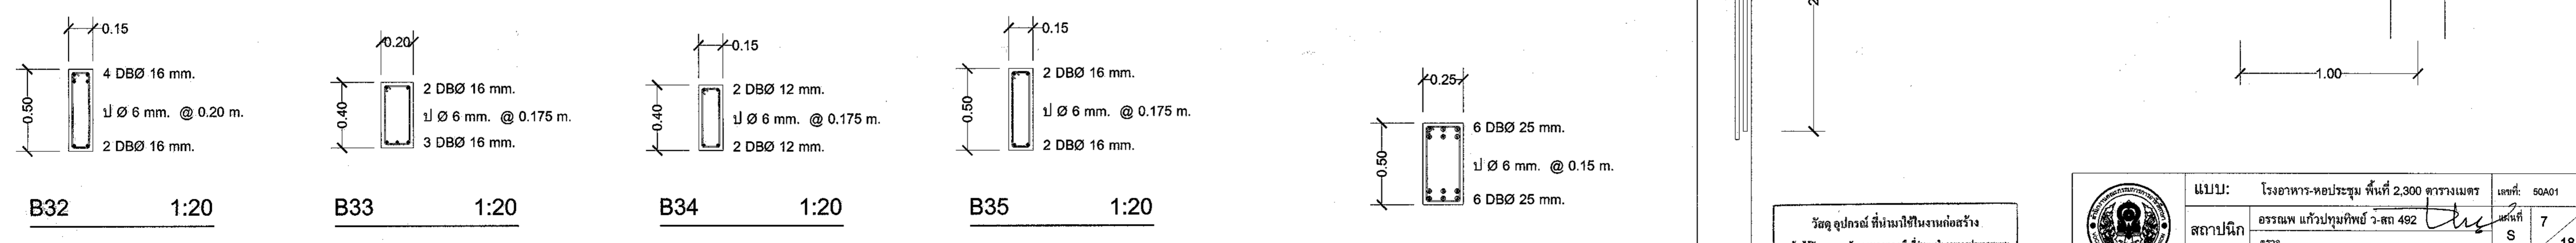 0.15
0.50
4 DBØ 16 mm.
ป Ø 6 mm. @ 0.20 m.
2 DBØ 16 mm.
B32 1:20
0.20
0.40
2 DBØ 16 mm.
ป Ø 6 mm. @ 0.175 m.
3 DBØ 16 mm.
B33 1:20
0.15
0.40
2 DBØ 12 mm.
ป Ø 6 mm. @ 0.175 m.
2 DBØ 12 mm.
B34 1:20
0.15
0.50
2 DBØ 16 mm.
ป Ø 6 mm. @ 0.175 m.
2 DBØ 16 mm.
B35 1:20
0.25
0.50
6 DBØ 25 mm.
ป Ø 6 mm. @ 0.15 m.
6 DBØ 25 mm.
1.00
วัสดุ อุปกรณ์ ที่นำมาใช้ในงานก่อสร้าง
แบบ: โรงอาหาร-หอประชุม พื้นที่ 2,300 ตารางเมตร เลขที่: 50A01
สถาปนิก อรรณพ แก้วปทุมทิพย์ ว-สถ 492 แผ่นที่ 7
S